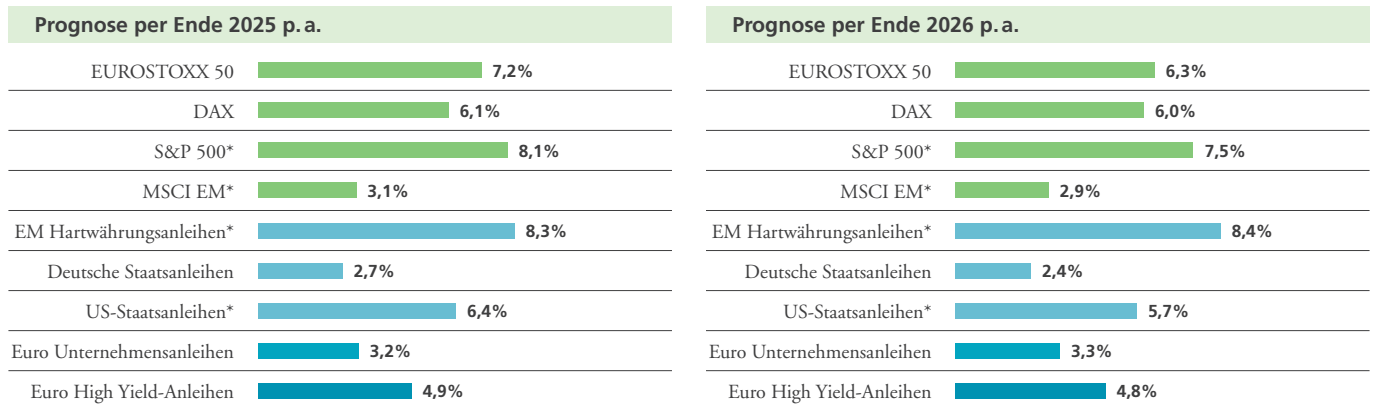 Prognose per Ende 2025 p. a.
EUROSTOXX 50 7,2%
DAX 6,1%
S&P 500* 8,1%
MSCI EM* 3,1%
EM Hartwährungsanleihen* 8,3%
Deutsche Staatsanleihen 2,7%
US-Staatsanleihen* 6,4%
Euro Unternehmensanleihen 3,2%
Euro High Yield-Anleihen 4,9%
Prognose per Ende 2026 p. a.
EUROSTOXX 50 6,3%
DAX 6,0%
S&P 500* 7,5%
MSCI EM* 2,9%
EM Hartwährungsanleihen* 8,4%
Deutsche Staatsanleihen 2,4%
US-Staatsanleihen* 5,7%
Euro Unternehmensanleihen 3,3%
Euro High Yield-Anleihen 4,8%